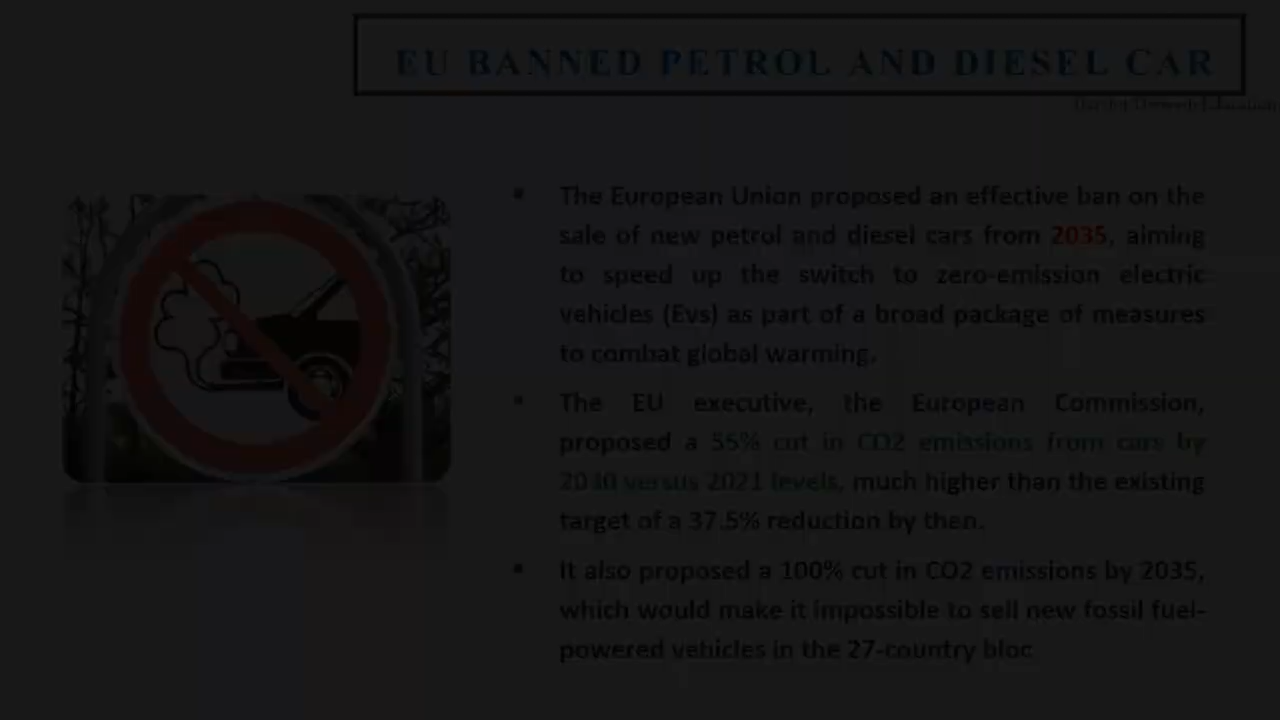 EU BANNED PETROL AND DIESEL CAR
▪ The European Union proposed an effective ban on the
sale of new petrol and diesel cars from 2035, aiming
to speed up the switch to zero-emission electric
vehicles (Evs) as part of a broad package of measures
to combat global warming.
▪ The EU executive, the European Commission,
proposed a 55% cut in CO2 emissions from cars by
2030 versus 2021 levels, much higher than the existing
target of a 37.5% reduction by then.
▪ It also proposed a 100% cut in CO2 emissions by 2035,
which would make it impossible to sell new fossil fuel-
powered vehicles in the 27-country bloc